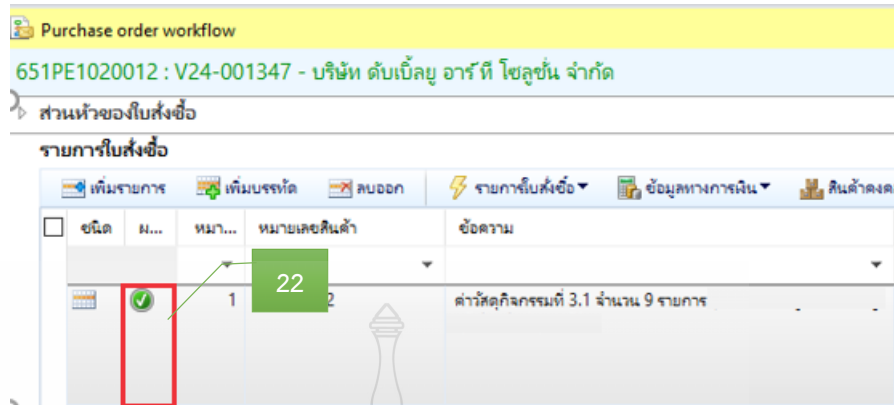 Purchase order workflow
651PE1020012 : V24-001347 - บริษัท ดับเบิ้ลยู อาร์ ที โซลูชั่น จำกัด
ส่วนหัวของใบสั่งซื้อ
รายการใบสั่งซื้อ
เพิ่มรายการ เพิ่มบรรทัด ลบออก รายการใบสั่งซื้อ ข้อมูลทางการเงิน สินค้าคงค
ชนิด ผ... หมา... หมายเลขสินค้า ข้อความ
22
1 2 ค่าวัสดุกิจกรรมที่ 3.1 จำนวน 9 รายการ